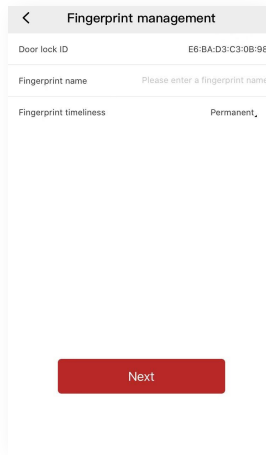 Fingerprint management
Door lock ID E6:BA:D3:C3:0B:98
Fingerprint name Please enter a fingerprint name
Fingerprint timeliness Permanent
Next